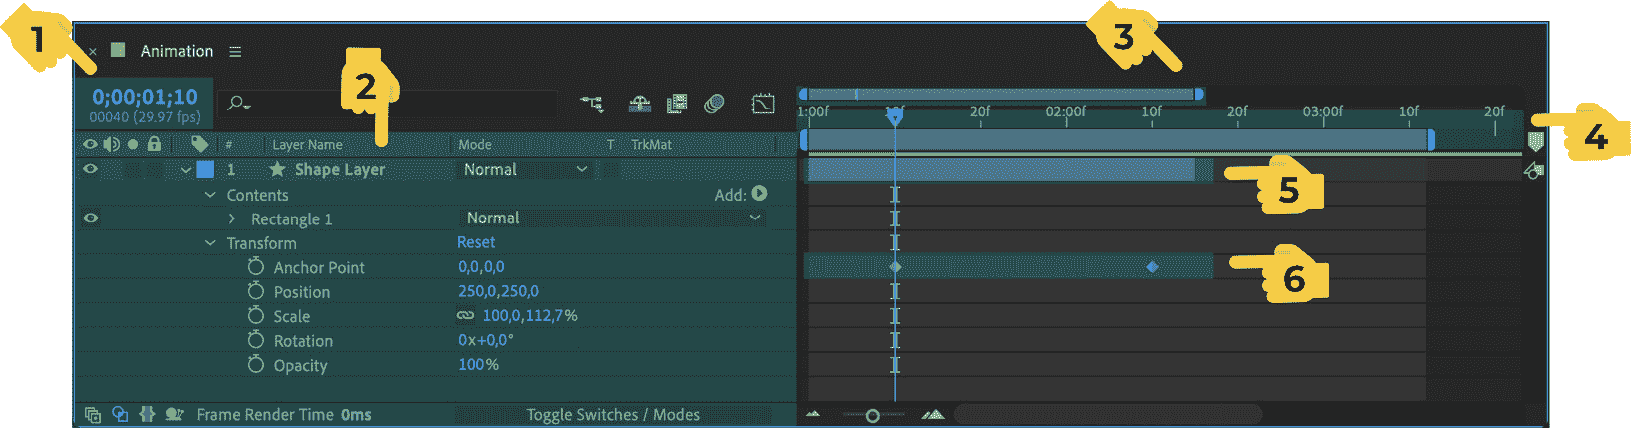 1
2
3
4
5
6
× Animation
0;00;01;10
00040 (29.97 fps)
1:00f 20f 02:00f 10f 20f 03:00f 10f 20f
# Layer Name Mode T TrkMat
1 Shape Layer Normal
Contents Add:
Rectangle 1 Normal
Transform Reset
Anchor Point 0,0,0,0
Position 250,0,250,0
Scale 100,0,112,7%
Rotation 0x+0,0°
Opacity 100%
Frame Render Time 0ms Toggle Switches / Modes